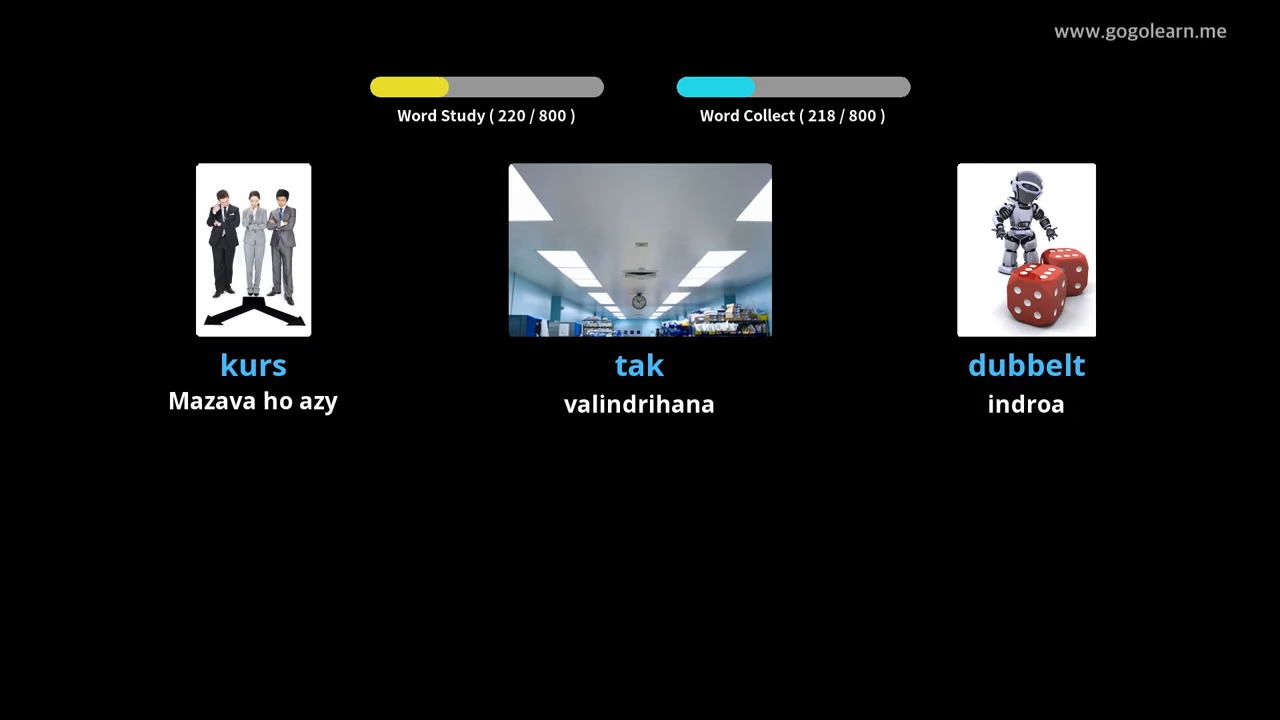 www.gogolearn.me
Word Study ( 220 / 800 )
Word Collect ( 218 / 800 )
kurs
tak
dubbelt
Mazava ho azy
valindrihana
indroa